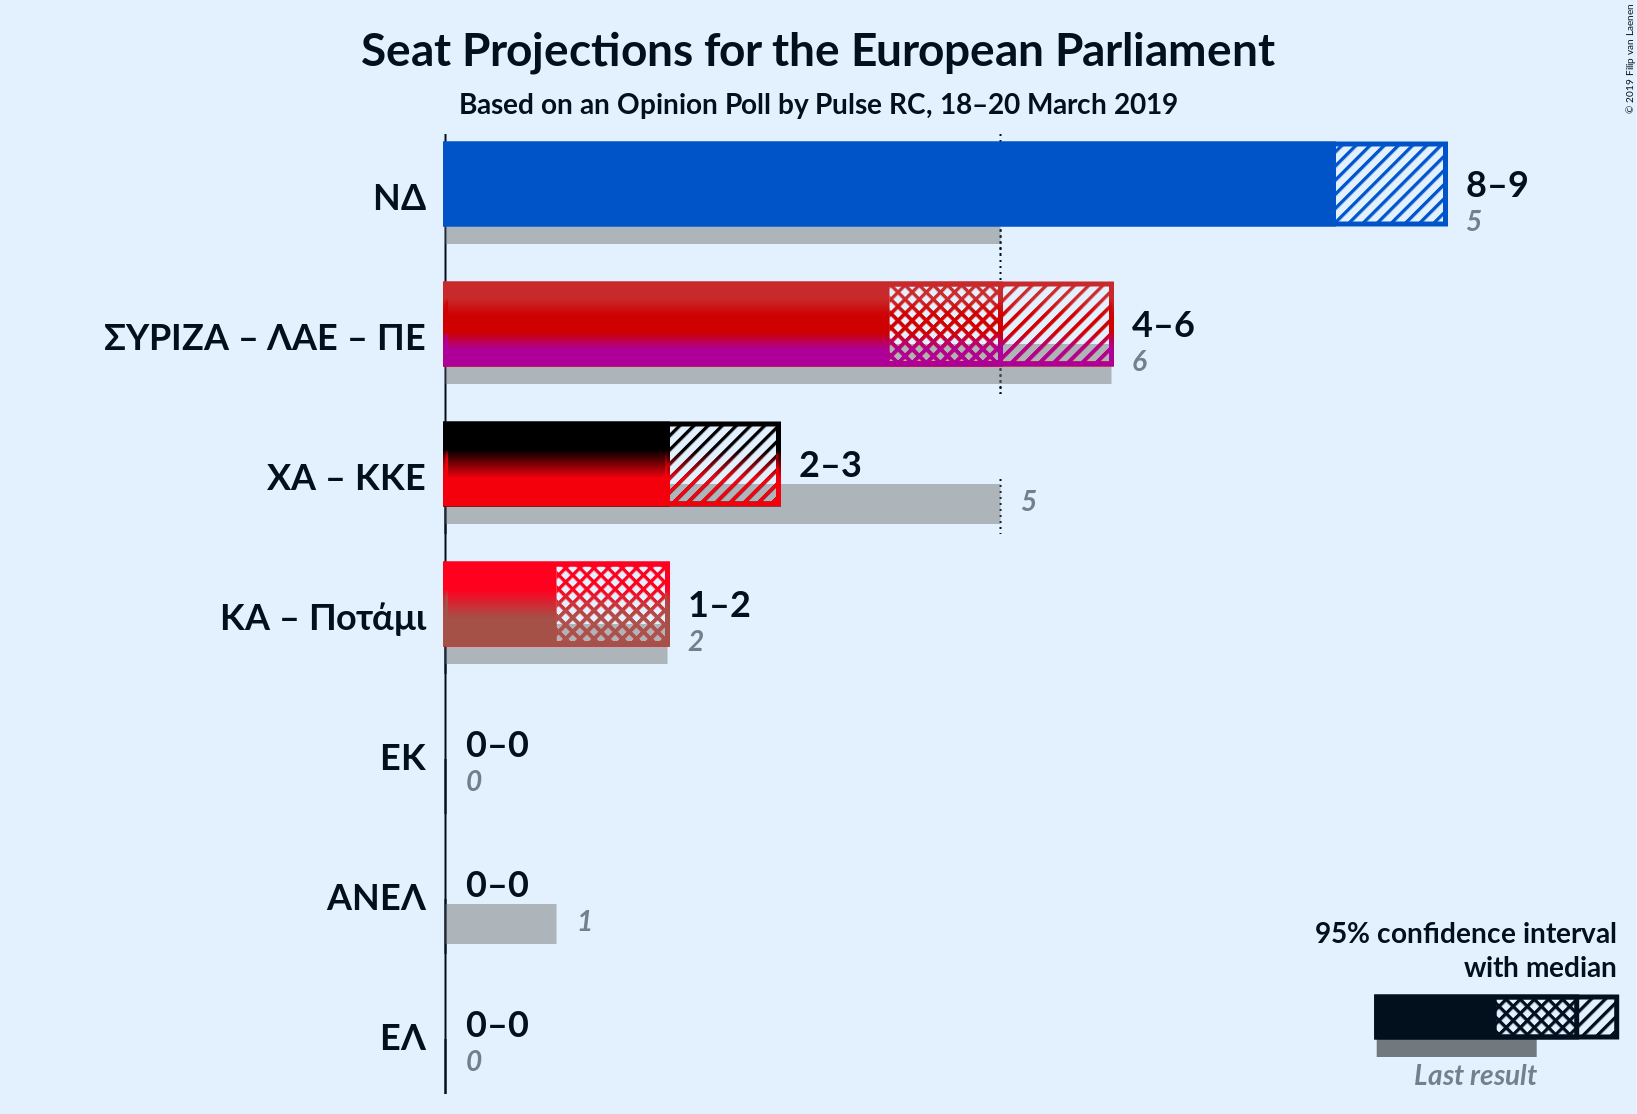 Seat Projections for the European Parliament
Based on an Opinion Poll by Pulse RC, 18–20 March 2019
© 2019 Filip van Laenen
ΝΔ
8–9
5
ΣΥΡΙΖΑ – ΛΑΕ – ΠΕ
4–6
6
ΧΑ – ΚΚΕ
2–3
5
ΚΑ – Ποτάμι
1–2
2
ΕΚ
0–0
0
ΑΝΕΛ
0–0
1
ΕΛ
0–0
0
95% confidence interval
with median
Last result